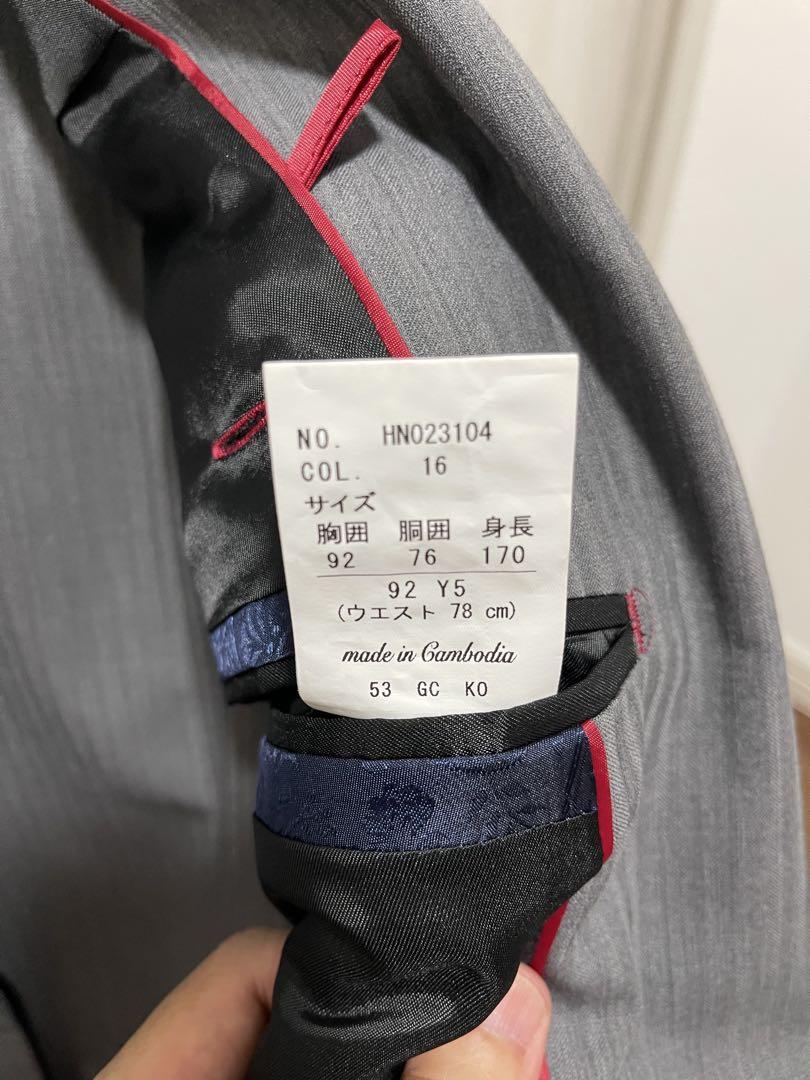 NO. HN023104
COL. 16
サイズ
胸囲 胴囲 身長
92 76 170
92 Y5
(ウエスト 78 cm)
made in Cambodia
53 GC KO